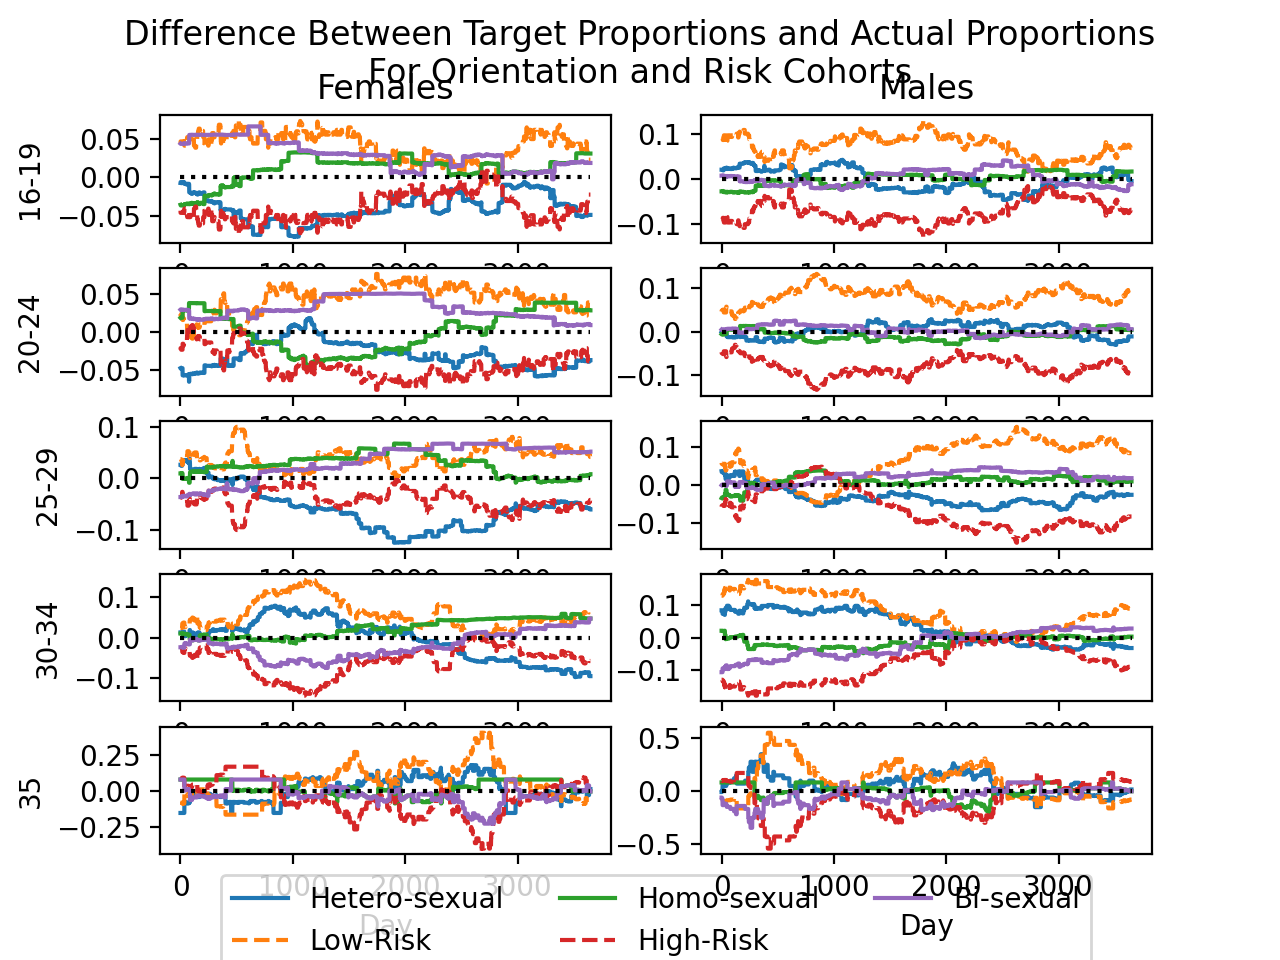 Difference Between Target Proportions and Actual Proportions
For Orientation and Risk Cohorts
Females
Males
16-19
0.05
0.00
−0.05
0.1
0.0
−0.1
20-24
0.05
0.00
−0.05
0.1
0.0
−0.1
25-29
0.1
0.0
−0.1
0.1
0.0
−0.1
30-34
0.1
0.0
−0.1
0.1
0.0
−0.1
35
0.25
0.00
−0.25
0.5
0.0
−0.5
0 1000 2000 3000
0 1000 2000 3000
Day
Day
Hetero-sexual
Homo-sexual
Bi-sexual
Low-Risk
High-Risk